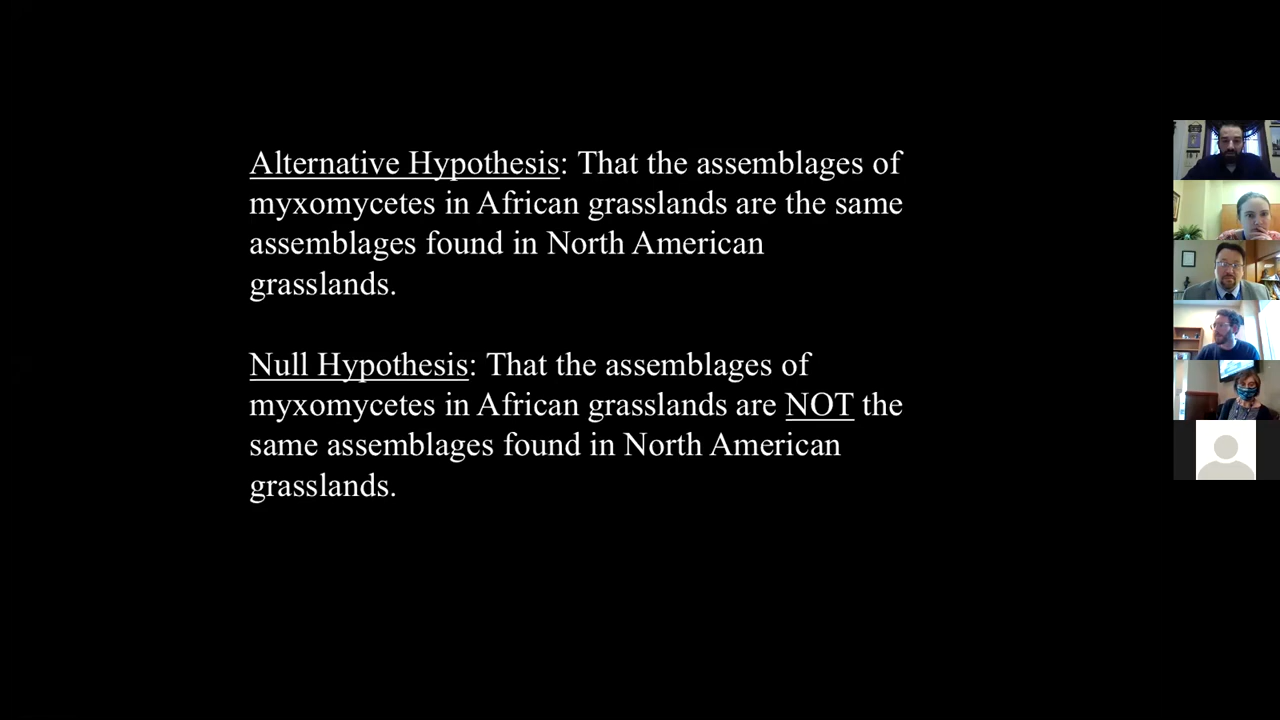 Alternative Hypothesis: That the assemblages of
myxomycetes in African grasslands are the same
assemblages found in North American
grasslands.
Null Hypothesis: That the assemblages of
myxomycetes in African grasslands are NOT the
same assemblages found in North American
grasslands.